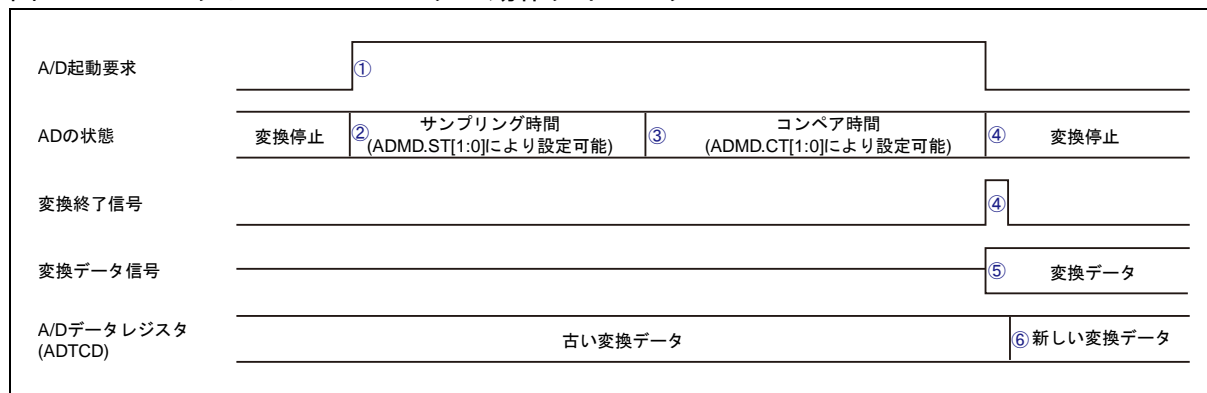 A/D起動要求
①
ADの状態
変換停止
②
サンプリング時間
(ADMD.ST[1:0]により設定可能)
③
コンペア時間
(ADMD.CT[1:0]により設定可能)
④
変換停止
変換終了信号
④
変換データ信号
⑤
変換データ
A/Dデータレジスタ
(ADTCD)
古い変換データ
⑥新しい変換データ